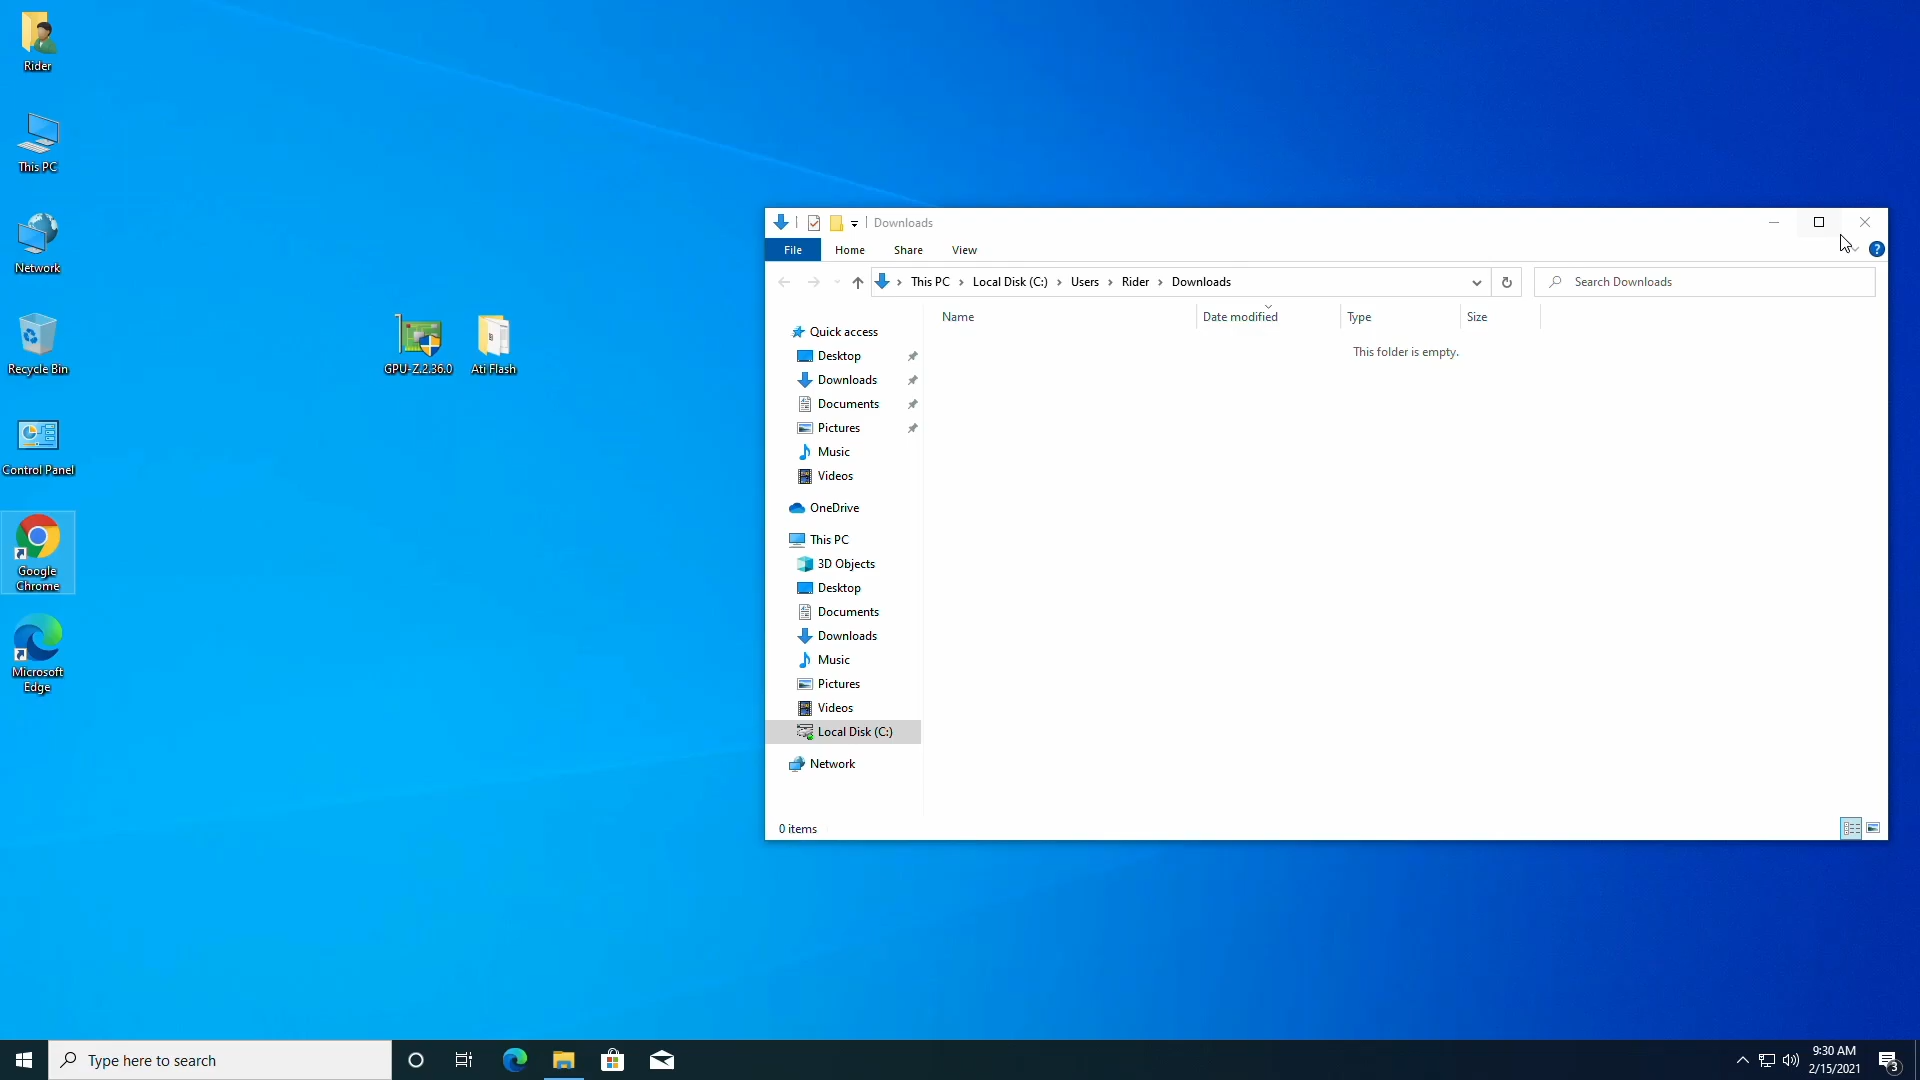 Rider
This PC
Network
Recycle Bin
Control Panel
Google
Chrome
Microsoft
Edge
GPU-Z.2.36.0
Ati Flash
Downloads
File
Home
Share
View
?
This PC > Local Disk (C:) > Users > Rider > Downloads
Search Downloads
Name
Date modified
Type
Size
This folder is empty.
Quick access
Desktop
Downloads
Documents
Pictures
Music
Videos
OneDrive
This PC
3D Objects
Desktop
Documents
Downloads
Music
Pictures
Videos
Local Disk (C:)
Network
0 items
Type here to search
9:30 AM
2/15/2021
3